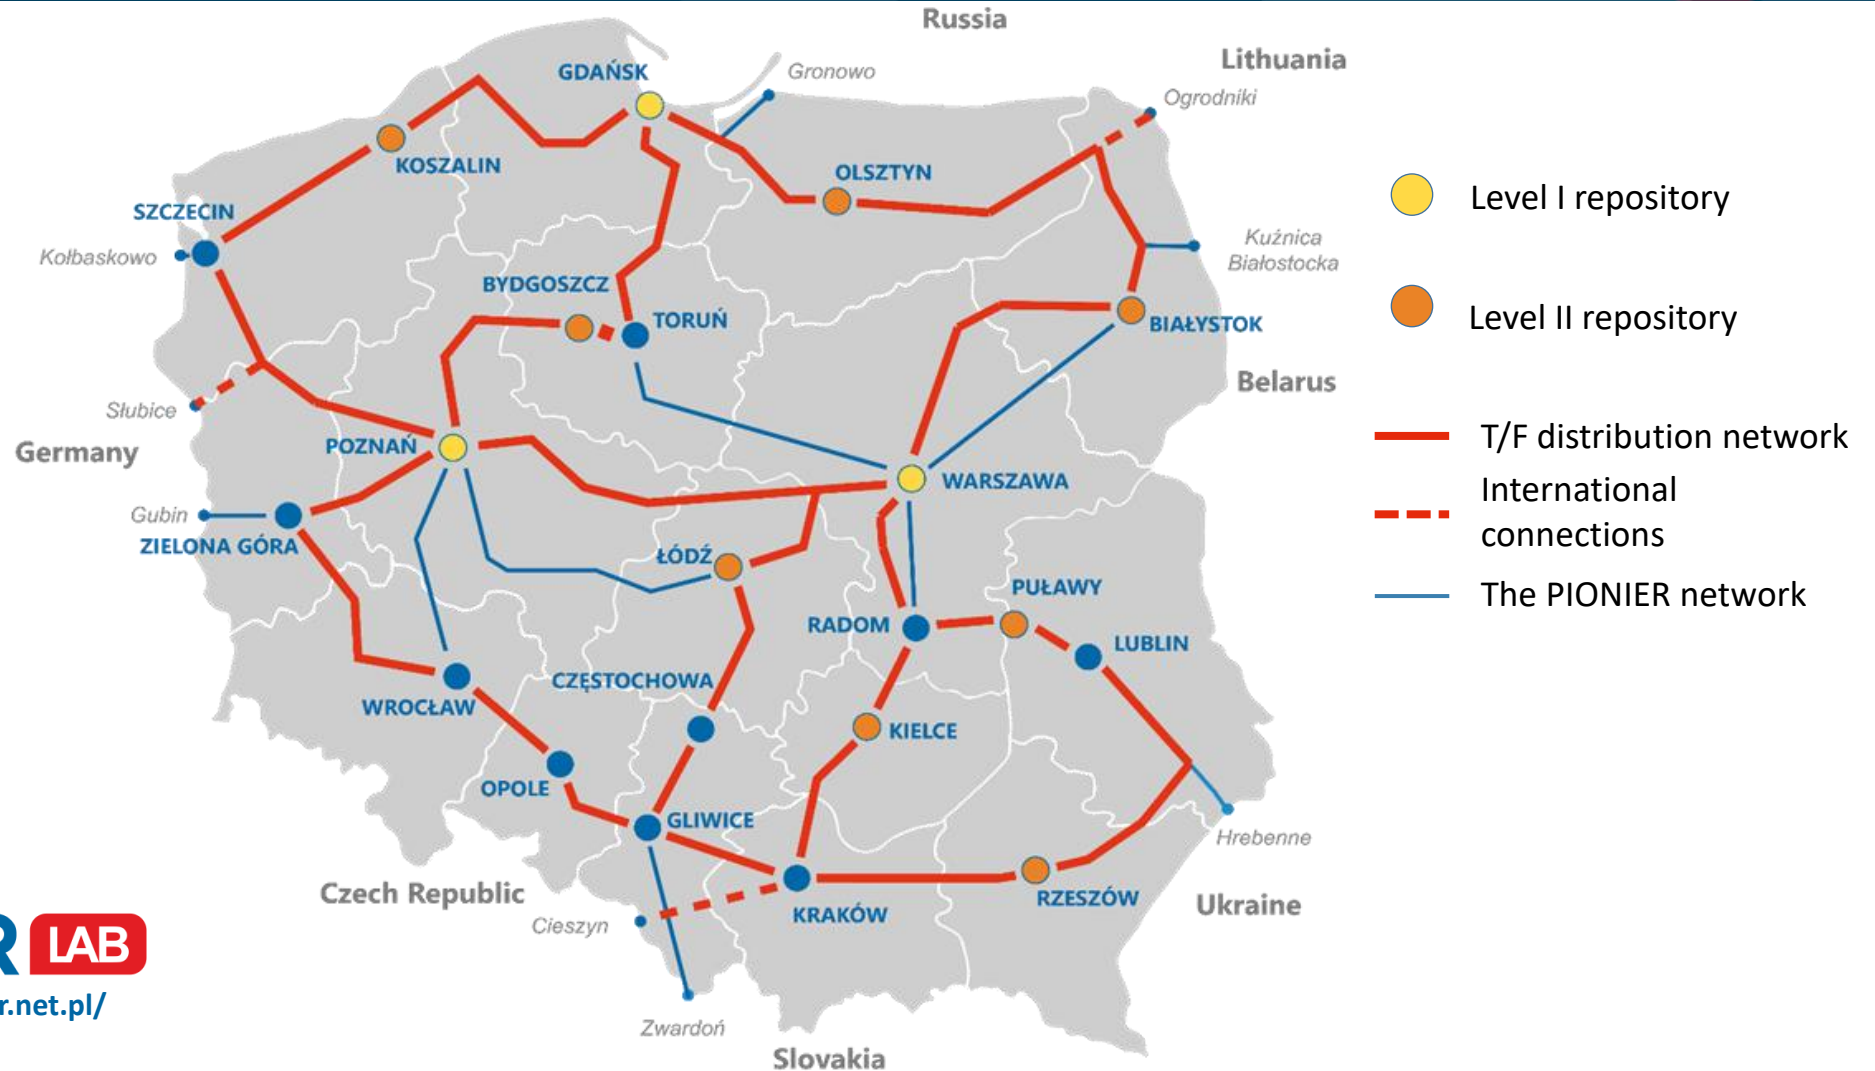 Russia
Lithuania
GDAŃSK
Gronowo
Ogrodniki
KOSZALIN
OLSZTYN
Level I repository
SZCZECIN
Kołbaskowo
Kuźnica
Białostocka
BYDGOSZCZ
TORUŃ
BIAŁYSTOK
Level II repository
Belarus
Słubice
Germany
POZNAŃ
WARSZAWA
T/F distribution network
International
connections
Gubin
ZIELONA GÓRA
ŁÓDŹ
PUŁAWY
The PIONIER network
RADOM
LUBLIN
CZĘSTOCHOWA
WROCŁAW
KIELCE
OPOLE
GLIWICE
Hrebenne
Czech Republic
RZESZÓW
Ukraine
KRAKÓW
Cieszyn
R LAB
r.net.pl/
Zwardoń
Slovakia